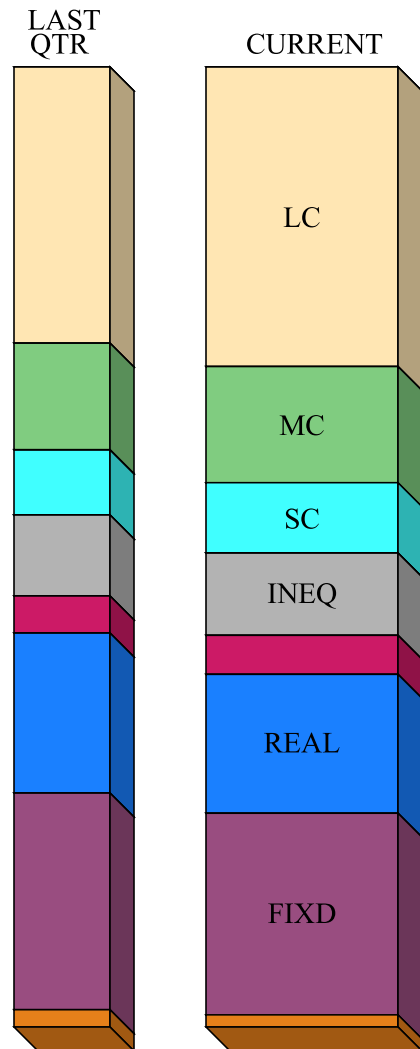 LAST
QTR
CURRENT
LC
MC
SC
INEQ
REAL
FIXD